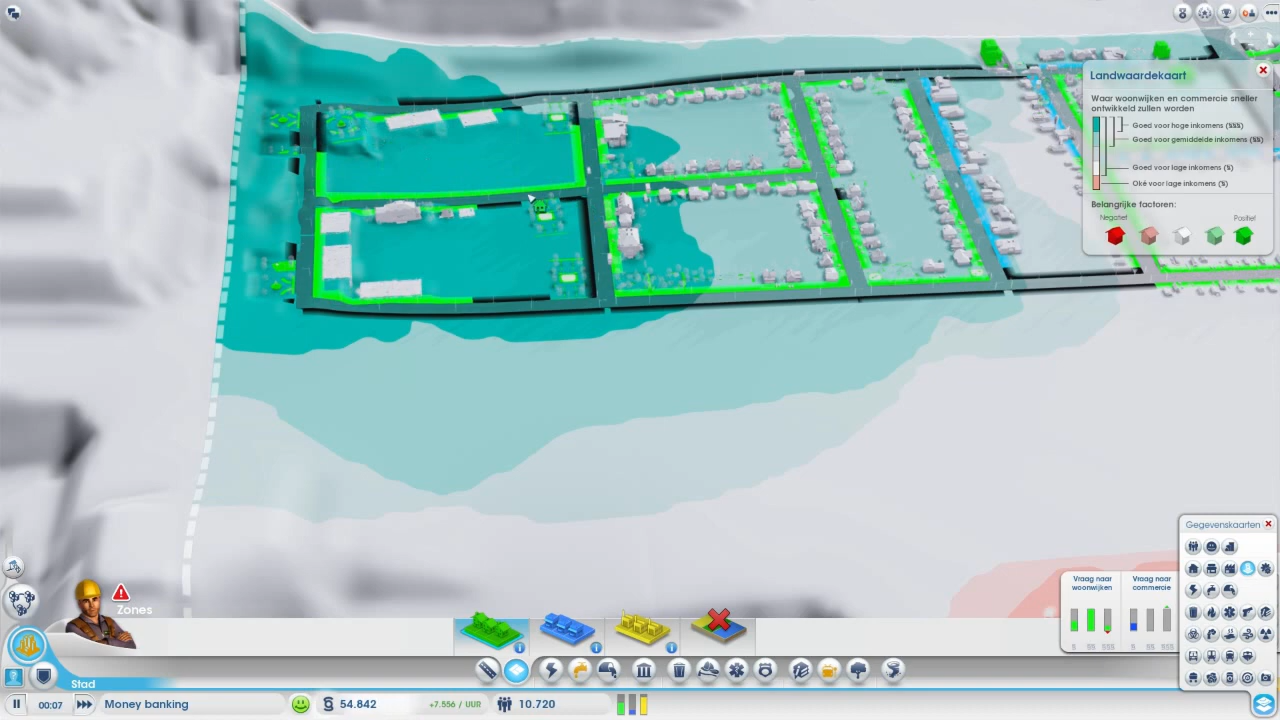 Landwaardekaart
Waar woonwijken en commercie sneller
ontwikkeld zullen worden
Goed voor hoge inkomens (§§§)
Goed voor gemiddelde inkomens (§§)
Goed voor lage inkomens (§)
Oké voor lage inkomens (§)
Belangrijke factoren:
Negatief
Positief
Gegevenskaarten
Vraag naar
woonwijken
Vraag naar
commercie
§ §§ §§§
§ §§ §§§
Zones
Stad
00:07
Money banking
54.842
+7.556 / UUR
10.720